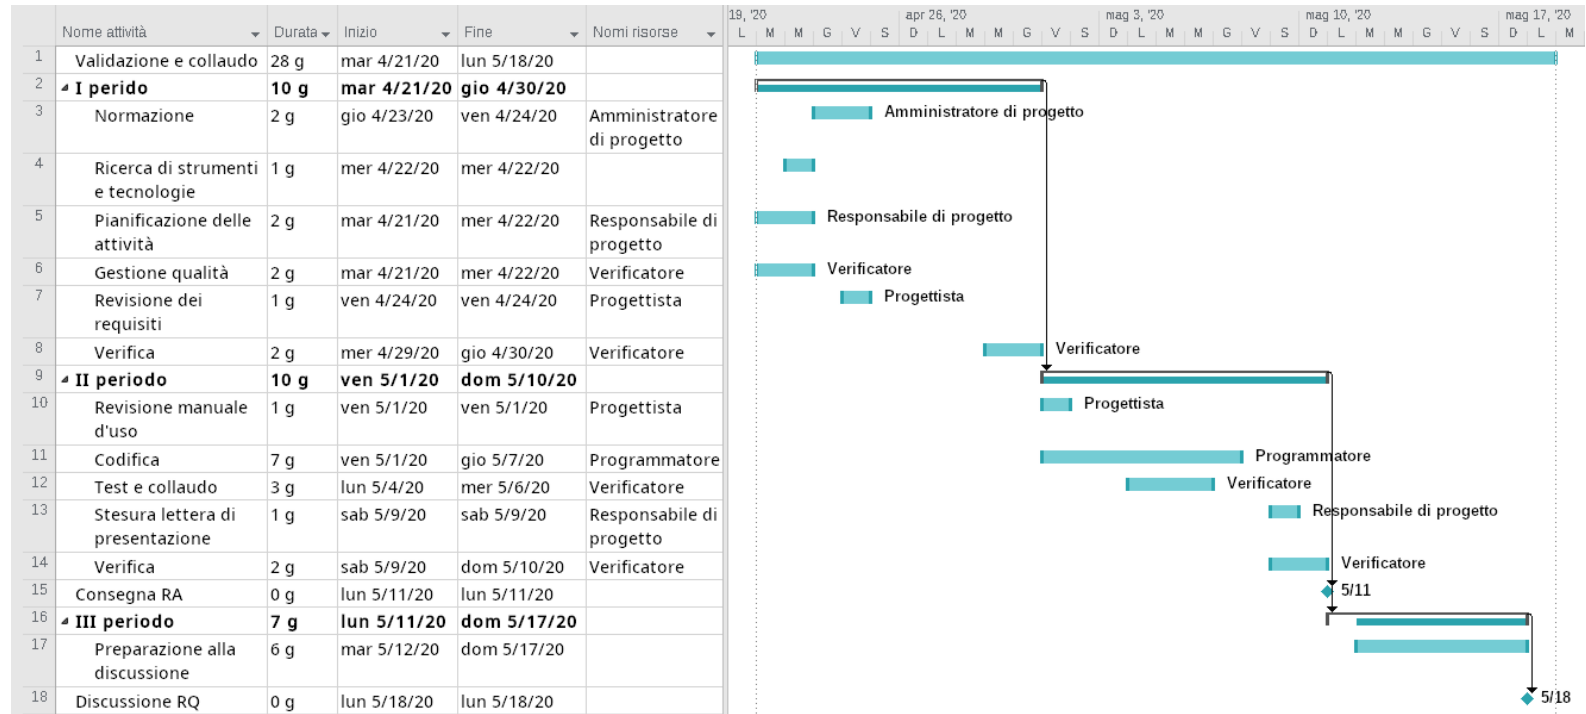 19, '20 apr 26, '20 mag 3, '20 mag 10, '20 mag 17, '20
Nome attività Durata Inizio Fine Nomi risorse L M M G V S D L M M G V S D L M M G V S D L M M G V S D L M
1 Validazione e collaudo 28 g mar 4/21/20 lun 5/18/20
2 I perido 10 g mar 4/21/20 gio 4/30/20
3 Normazione 2 g gio 4/23/20 ven 4/24/20 Amministratore Amministratore di progetto
di progetto
4 Ricerca di strumenti 1 g mer 4/22/20 mer 4/22/20
e tecnologie
5 Pianificazione delle 2 g mar 4/21/20 mer 4/22/20 Responsabile di Responsabile di progetto
attività progetto
6 Gestione qualità 2 g mar 4/21/20 mer 4/22/20 Verificatore Verificatore
7 Revisione dei 1 g ven 4/24/20 ven 4/24/20 Progettista Progettista
requisiti
8 Verifica 2 g mer 4/29/20 gio 4/30/20 Verificatore Verificatore
9 II periodo 10 g ven 5/1/20 dom 5/10/20
10 Revisione manuale 1 g ven 5/1/20 ven 5/1/20 Progettista Progettista
d'uso
11 Codifica 7 g ven 5/1/20 gio 5/7/20 Programmatore Programmatore
12 Test e collaudo 3 g lun 5/4/20 mer 5/6/20 Verificatore Verificatore
13 Stesura lettera di 1 g sab 5/9/20 sab 5/9/20 Responsabile di Responsabile di progetto
presentazione progetto
14 Verifica 2 g sab 5/9/20 dom 5/10/20 Verificatore Verificatore
15 Consegna RA 0 g lun 5/11/20 lun 5/11/20 5/11
16 III periodo 7 g lun 5/11/20 dom 5/17/20
17 Preparazione alla 6 g mar 5/12/20 dom 5/17/20
discussione
18 Discussione RQ 0 g lun 5/18/20 lun 5/18/20 5/18